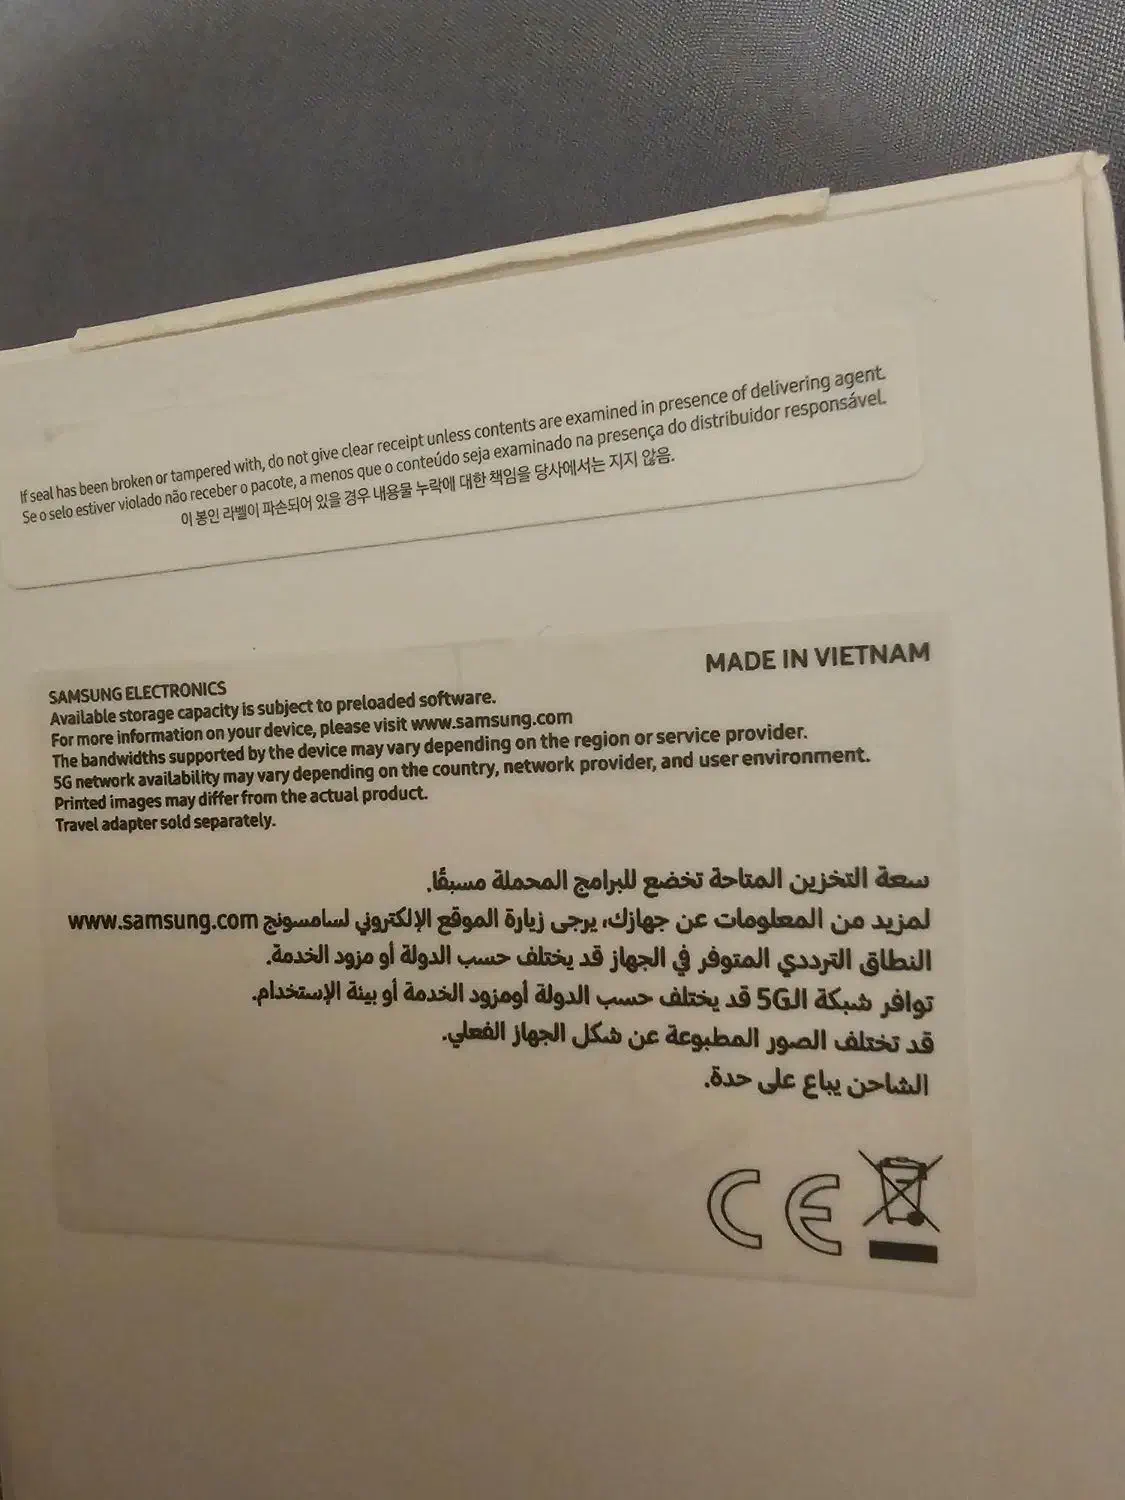 If seal has been broken or tampered with, do not give clear receipt unless contents are examined in presence of delivering agent.
Se o selo estiver violado não receber o pacote, a menos que o conteúdo seja examinado na presença do distribuidor responsável.
이 봉인 라벨이 파손되어 있을 경우 내용물 누락에 대한 책임을 당사에서는 지지 않음.
MADE IN VIETNAM
SAMSUNG ELECTRONICS
Available storage capacity is subject to preloaded software.
For more information on your device, please visit www.samsung.com
The bandwidths supported by the device may vary depending on the region or service provider.
5G network availability may vary depending on the country, network provider, and user environment.
Printed images may differ from the actual product.
Travel adapter sold separately.
سعة التخزين المتاحة تخضع للبرامج المحملة مسبقًا.
لمزيد من المعلومات عن جهازك، يرجى زيارة الموقع الإلكتروني لسامسونج www.samsung.com
النطاق الترددي المتوفر في الجهاز قد يختلف حسب الدولة أو مزود الخدمة.
توافر شبكة الـ5G قد يختلف حسب الدولة أومزود الخدمة أو بيئة الإستخدام.
قد تختلف الصور المطبوعة عن شكل الجهاز الفعلي.
الشاحن يباع على حدة.
CE